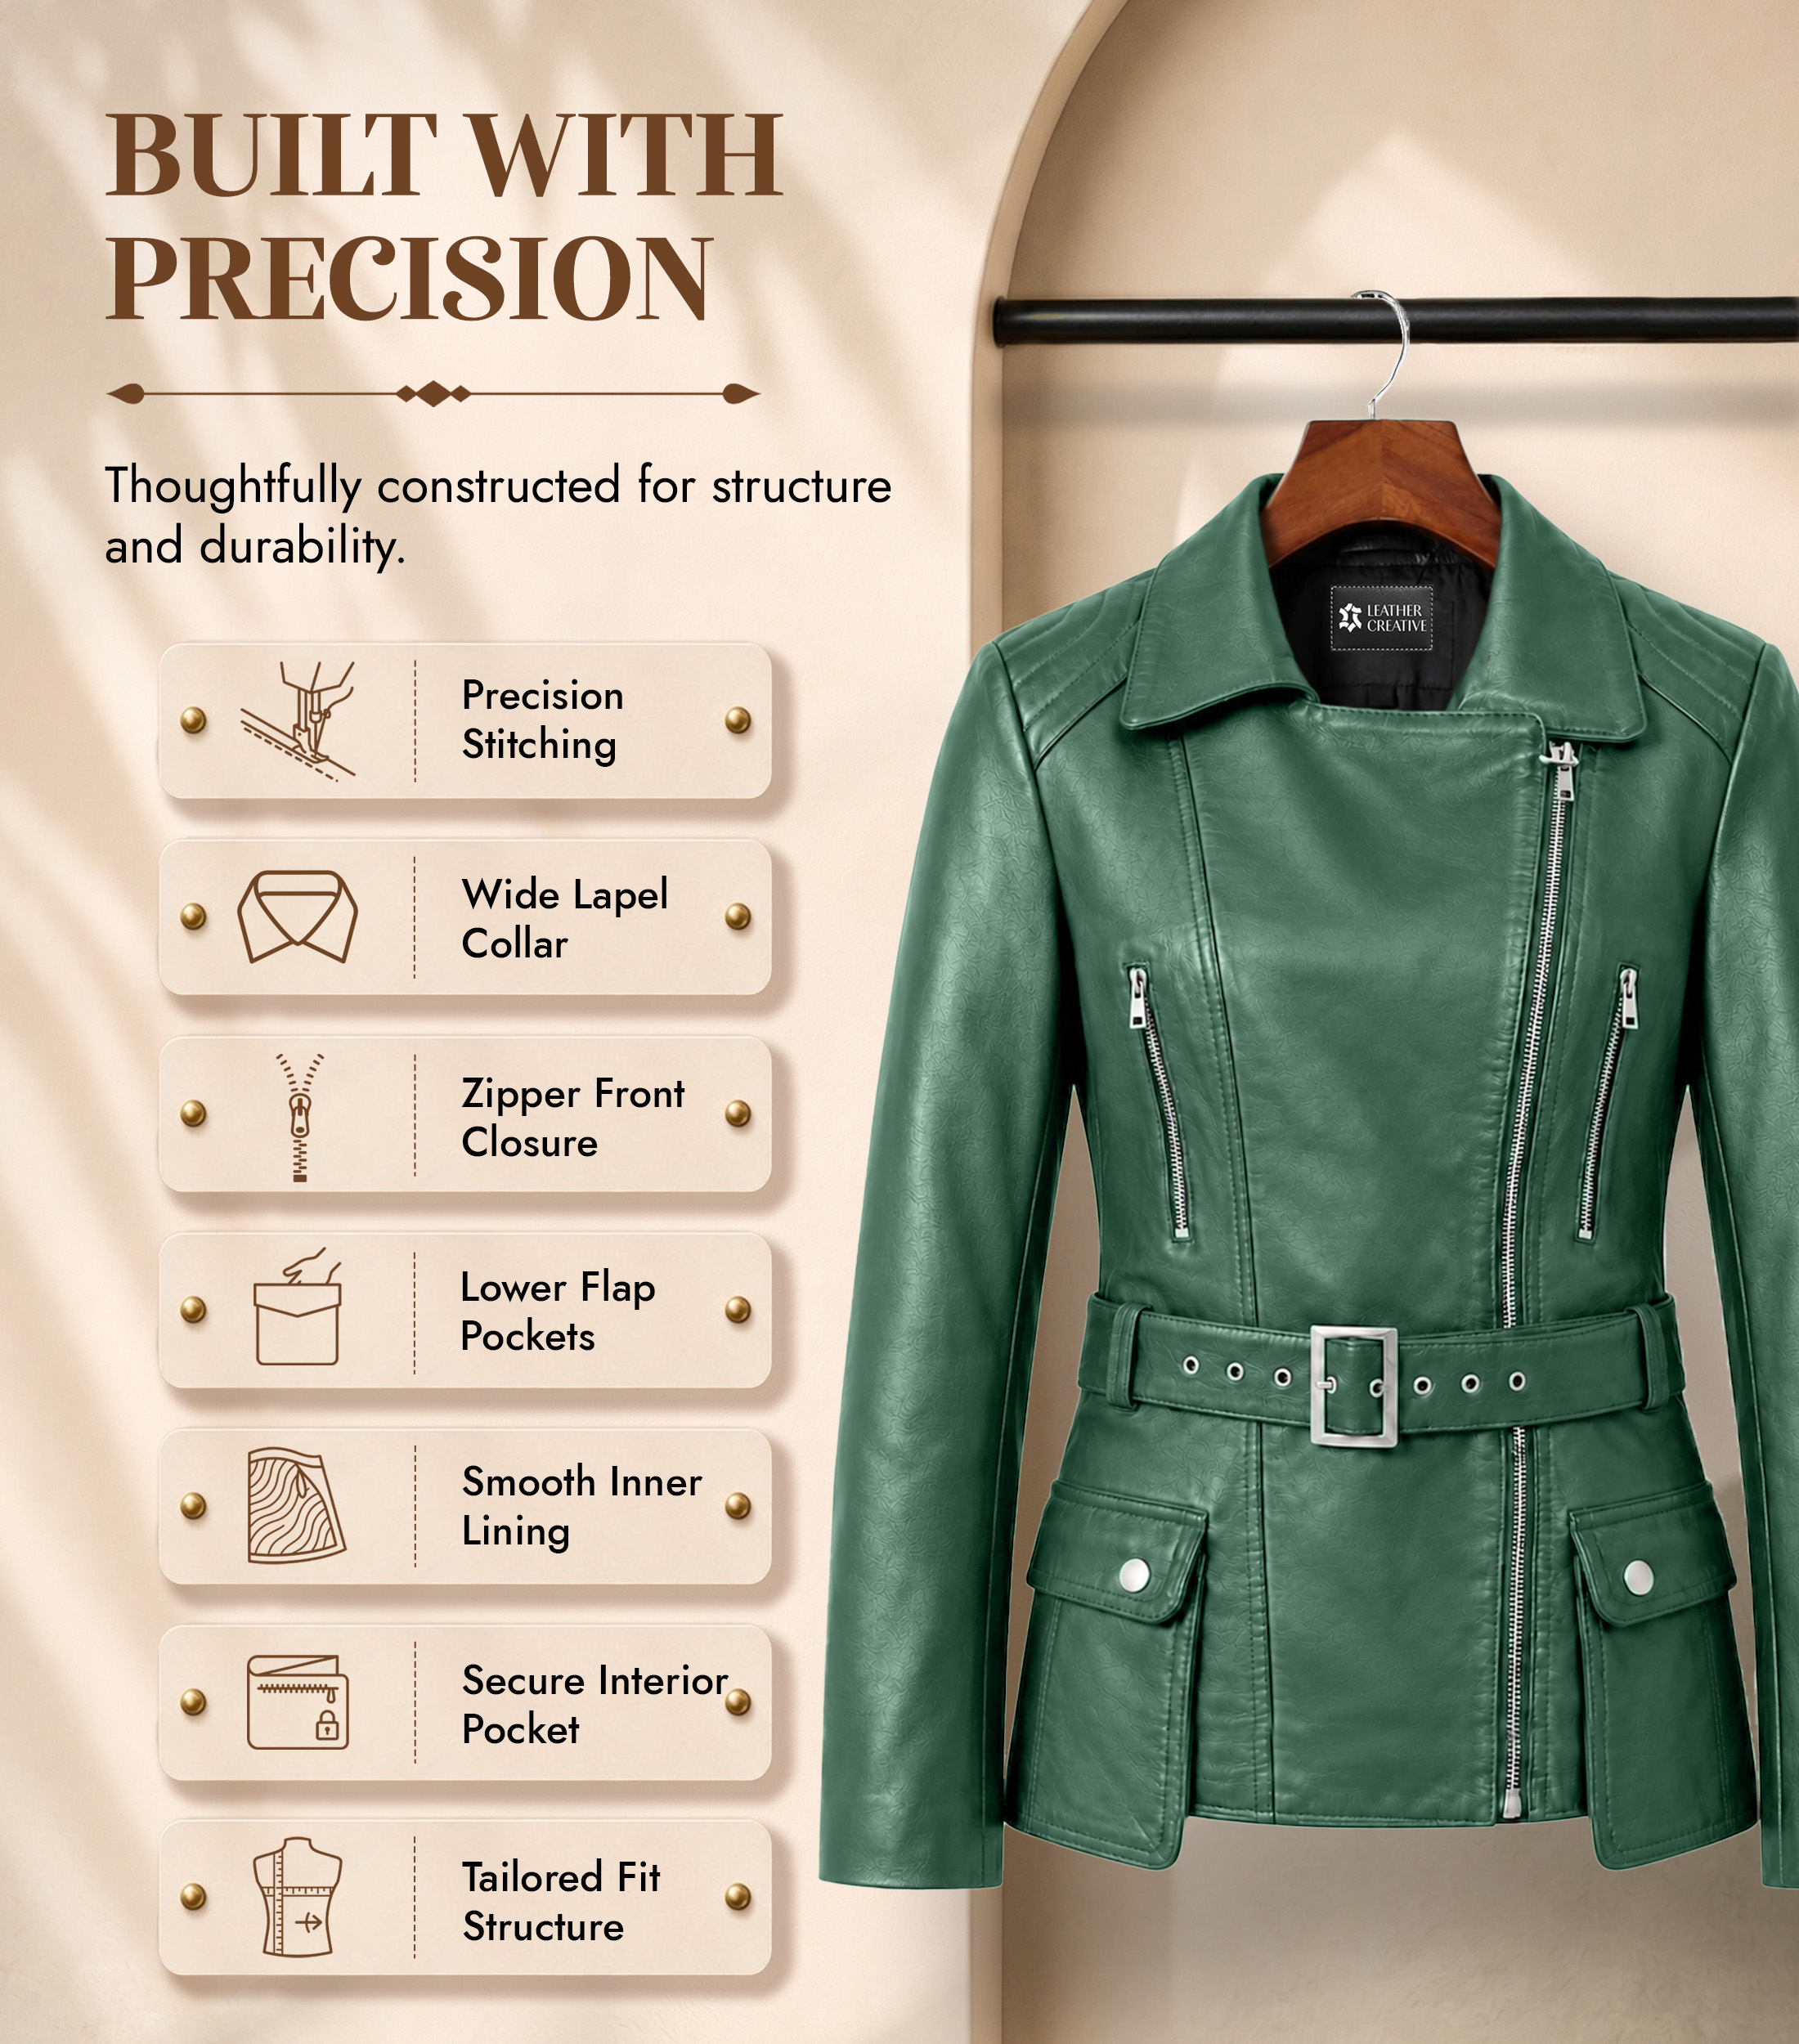 BUILT WITH
PRECISION
Thoughtfully constructed for structure
and durability.
Precision
Stitching
Wide Lapel
Collar
Zipper Front
Closure
Lower Flap
Pockets
Smooth Inner
Lining
Secure Interior
Pocket
Tailored Fit
Structure
LEATHER
CREATIVE